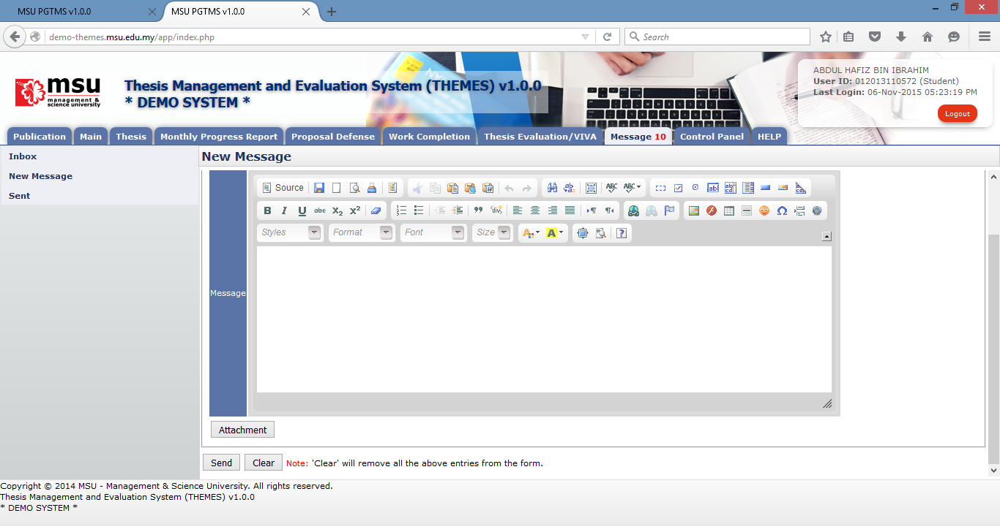 MSU PGTMS v1.0.0
MSU PGTMS v1.0.0
demo-themes.msu.edu.my/app/index.php
Search
msu
management &
science university
Thesis Management and Evaluation System (THEMES) v1.0.0
* DEMO SYSTEM *
ABDUL HAFIZ BIN IBRAHIM
User ID: 012013110572 (Student)
Last Login: 06-Nov-2015 05:23:19 PM
Logout
Publication
Main
Thesis
Monthly Progress Report
Proposal Defense
Work Completion
Thesis Evaluation/VIVA
Message 10
Control Panel
HELP
Inbox
New Message
Sent
New Message
Source
Styles
Format
Font
Size
Message
Attachment
Send
Clear
Note: 'Clear' will remove all the above entries from the form.
Copyright © 2014 MSU - Management & Science University. All rights reserved.
Thesis Management and Evaluation System (THEMES) v1.0.0
* DEMO SYSTEM *